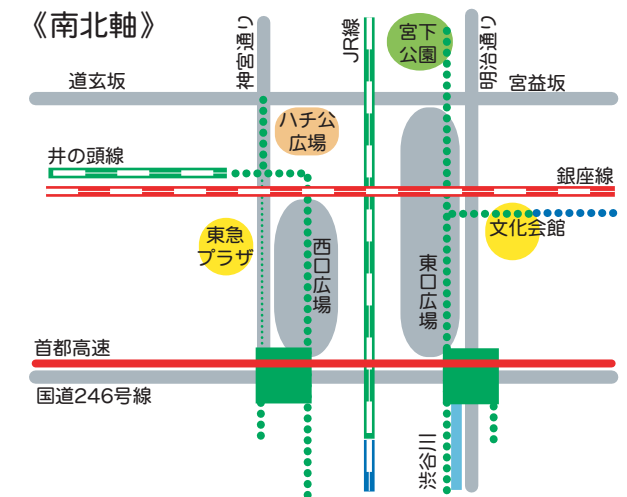 《南北軸》
神宮通り
JR線
宮下
公園
明治通り
道玄坂
宮益坂
ハチ公
広場
井の頭線
銀座線
東急
プラザ
西口広場
東口広場
文化会館
首都高速
国道246号線
渋谷川